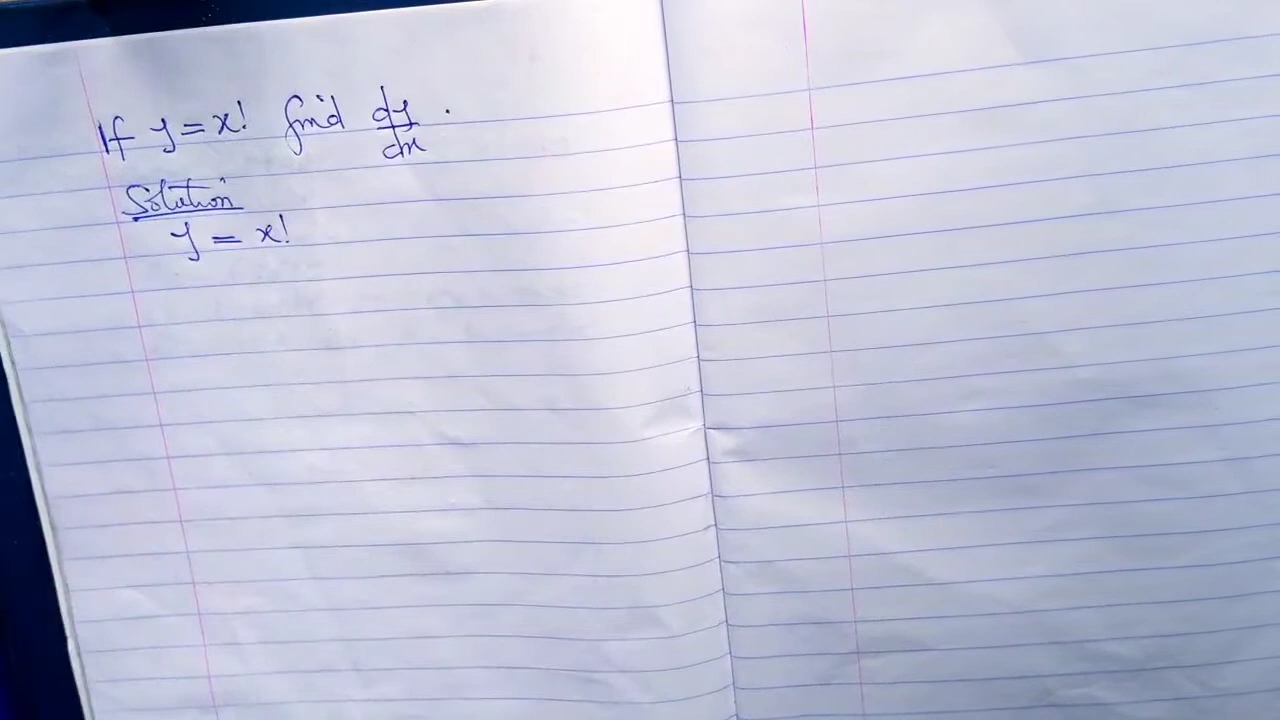 If y = x! find dy/dx.
Solution
y = x!